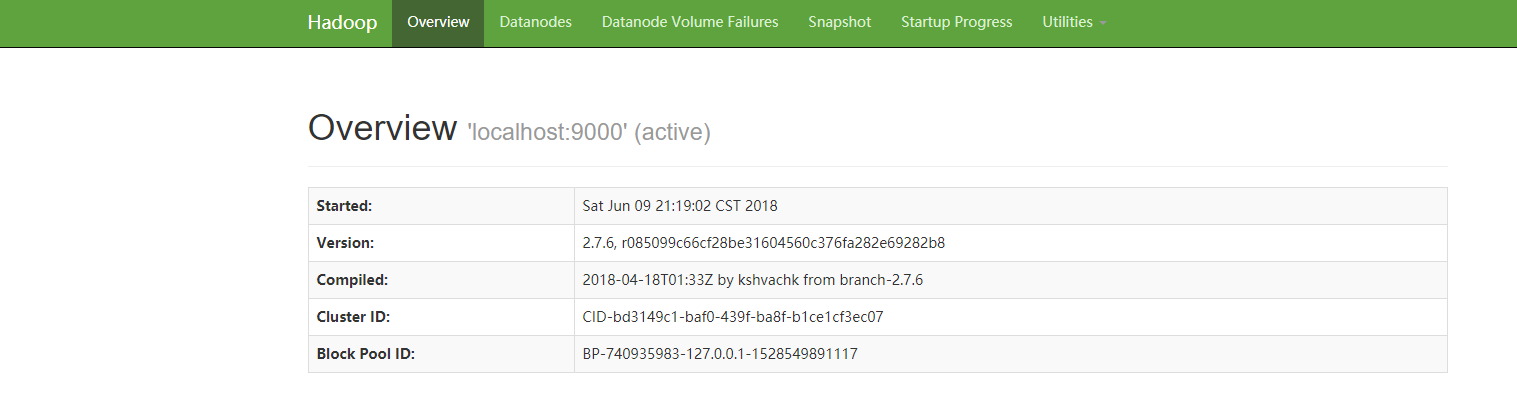 Hadoop Overview Datanodes Datanode Volume Failures Snapshot Startup Progress Utilities
Overview 'localhost:9000' (active)
Started: Sat Jun 09 21:19:02 CST 2018
Version: 2.7.6, r085099c66cf28be31604560c376fa282e69282b8
Compiled: 2018-04-18T01:33Z by kshvachk from branch-2.7.6
Cluster ID: CID-bd3149c1-baf0-439f-ba8f-b1ce1cf3ec07
Block Pool ID: BP-740935983-127.0.0.1-1528549891117